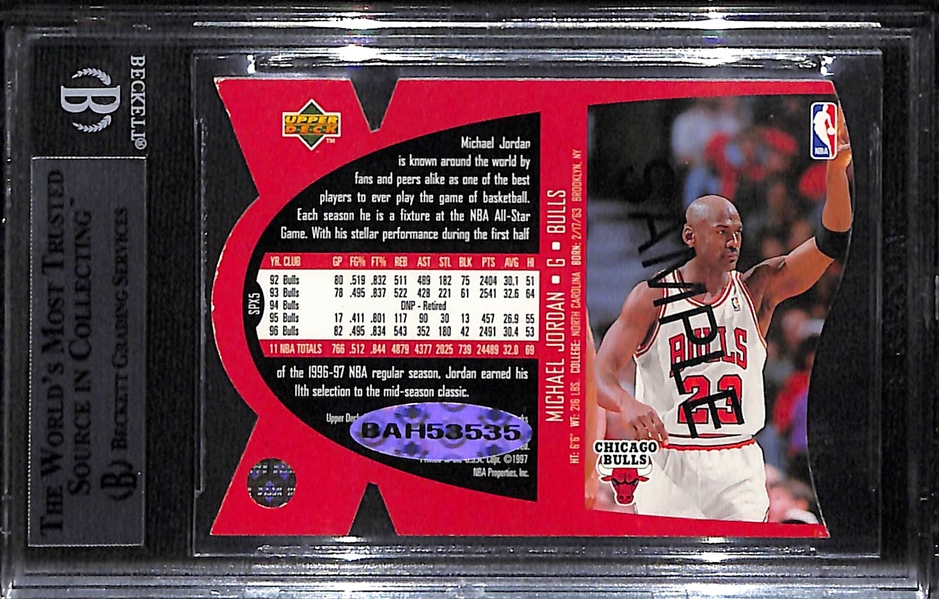 BECKETT
B
THE WORLD'S MOST TRUSTED
SOURCE IN COLLECTING™
BECKETT GRADING SERVICES
B
UPPER
DECK
™
Michael Jordan
is known around the world by
fans and peers alike as one of the best
players to ever play the game of basketball.
Each season he is a fixture at the NBA All-Star
Game. With his stellar performance during the first half
SPX5
YR. CLUB GP FG% FT% REB AST STL BLK PTS AVG HI
92 Bulls 80 .519 .832 511 489 182 75 2404 30.1 51
93 Bulls 78 .495 .837 522 428 221 61 2541 32.6 64
94 Bulls DNP - Retired
95 Bulls 17 .411 .801 117 90 30 13 457 26.9 55
96 Bulls 82 .495 .834 543 352 180 42 2491 30.4 53
11 NBA TOTALS 766 .512 .844 4879 4377 2025 739 24489 32.0 69
of the 1996-97 NBA regular season, Jordan earned his
11th selection to the mid-season classic.
Upper Deck
BAH53535
©1997
NBA Properties, Inc.
MICHAEL JORDAN ■ G ■ BULLS
HT: 6'6" WT: 216 LBS. COLLEGE: NORTH CAROLINA BORN: 2/17/63 BROOKLYN, NY
NBA
SAMPLE
BULLS
23
CHICAGO
BULLS